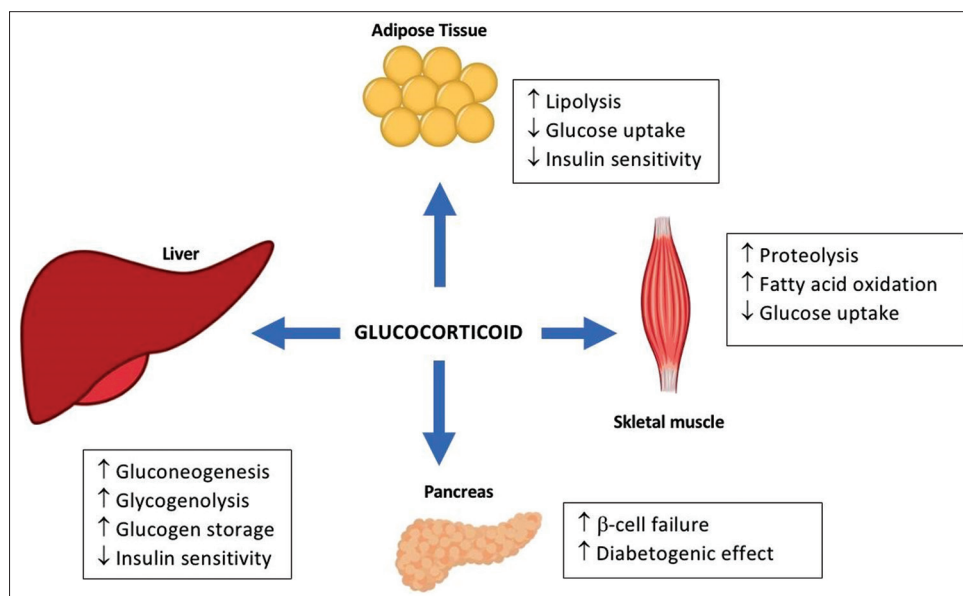 Adipose Tissue
↑ Lipolysis
↓ Glucose uptake
↓ Insulin sensitivity
Liver
↑ Proteolysis
↑ Fatty acid oxidation
↓ Glucose uptake
GLUCOCORTICOID
Skletal muscle
↑ Gluconeogenesis
↑ Glycogenolysis
↑ Glucogen storage
↓ Insulin sensitivity
Pancreas
↑ β-cell failure
↑ Diabetogenic effect